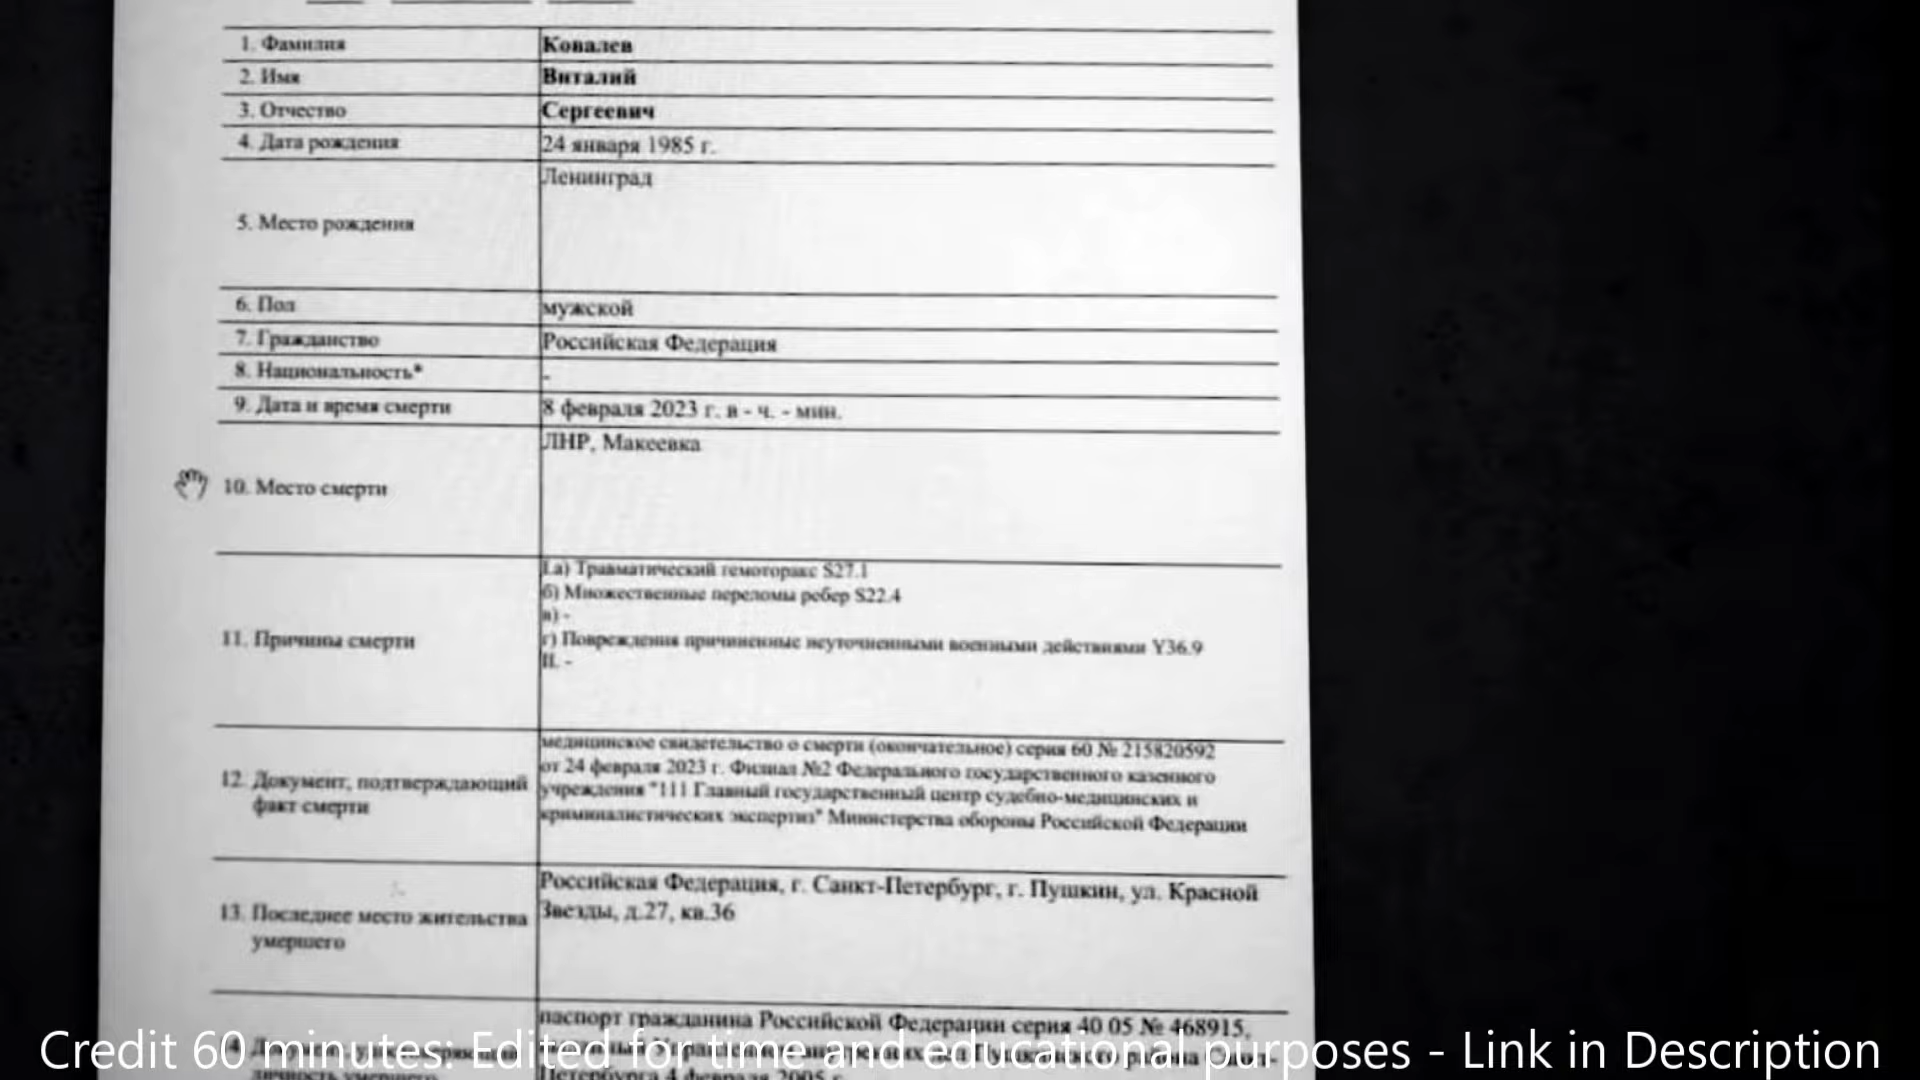 1. Фамилия
Ковалев
2. Имя
Виталий
3. Отчество
Сергеевич
4. Дата рождения
24 января 1985 г.
5. Место рождения
Ленинград
6. Пол
мужской
7. Гражданство
Российская Федерация
8. Национальность*
-
9. Дата и время смерти
8 февраля 2023 г. в - ч. - мин.
10. Место смерти
ЛНР, Макеевка
11. Причины смерти
I.а) Травматический гемоторакс S27.1
б) Множественные переломы ребер S22.4
в) -
г) Повреждения причиненные неуточненными военными действиями Y36.9
II. -
12. Документ, подтверждающий
факт смерти
медицинское свидетельство о смерти (окончательное) серия 60 № 215820592
от 24 февраля 2023 г. Филиал №2 Федерального государственного казенного
учреждения "111 Главный государственный центр судебно-медицинских и
криминалистических экспертиз" Министерства обороны Российской Федерации
13. Последнее место жительства
умершего
Российская Федерация, г. Санкт-Петербург, г. Пушкин, ул. Красной
Звезды, д.27, кв.36
паспорт гражданина Российской Федерации серия 40 05 № 468915,
Петербурга 4 февраля 2005 г.
Credit 60 minutes: Edited for time and educational purposes - Link in Description